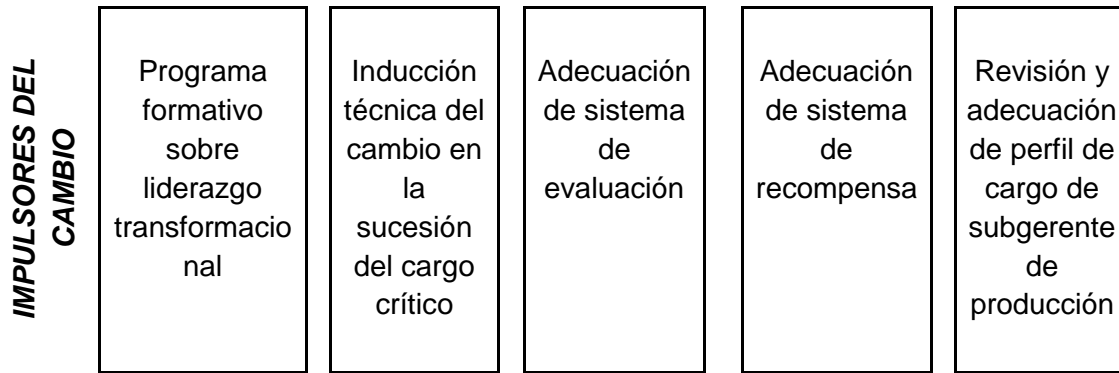 IMPULSORES DEL
CAMBIO
Programa
formativo
sobre
liderazgo
transformacio
nal
Inducción
técnica del
cambio en
la
sucesión
del cargo
crítico
Adecuación
de sistema
de
evaluación
Adecuación
de sistema
de
recompensa
Revisión y
adecuación
de perfil de
cargo de
subgerente
de
producción